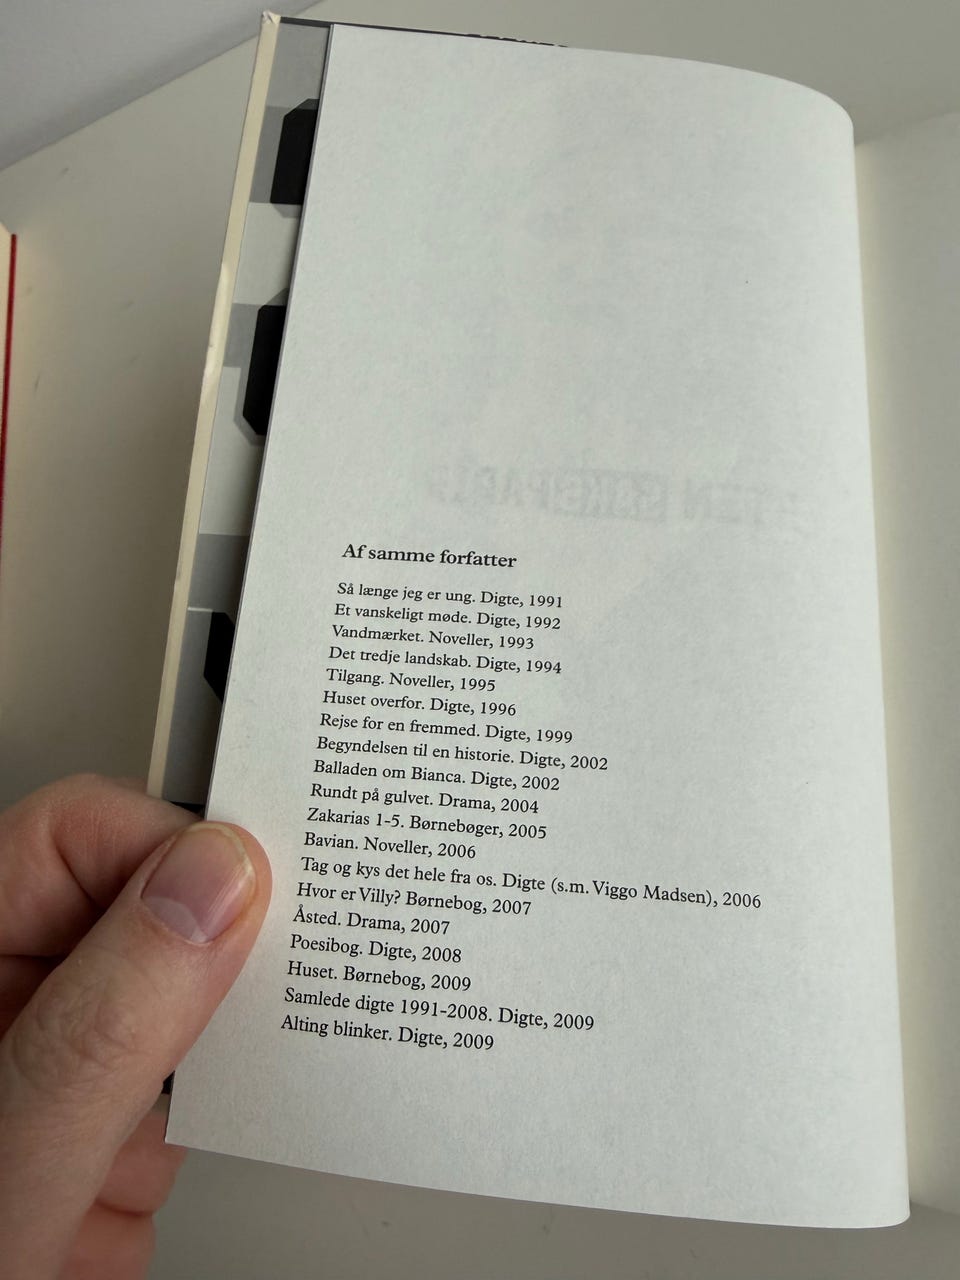 Af samme forfatter
Så længe jeg er ung. Digte, 1991
Et vanskeligt møde. Digte, 1992
Vandmærket. Noveller, 1993
Det tredje landskab. Digte, 1994
Tilgang. Noveller, 1995
Huset overfor. Digte, 1996
Rejse for en fremmed. Digte, 1999
Begyndelsen til en historie. Digte, 2002
Balladen om Bianca. Digte, 2002
Rundt på gulvet. Drama, 2004
Zakarias 1-5. Børnebøger, 2005
Bavian. Noveller, 2006
Tag og kys det hele fra os. Digte (s.m. Viggo Madsen), 2006
Hvor er Villy? Børnebog, 2007
Åsted. Drama, 2007
Poesibog. Digte, 2008
Huset. Børnebog, 2009
Samlede digte 1991-2008. Digte, 2009
Alting blinker. Digte, 2009